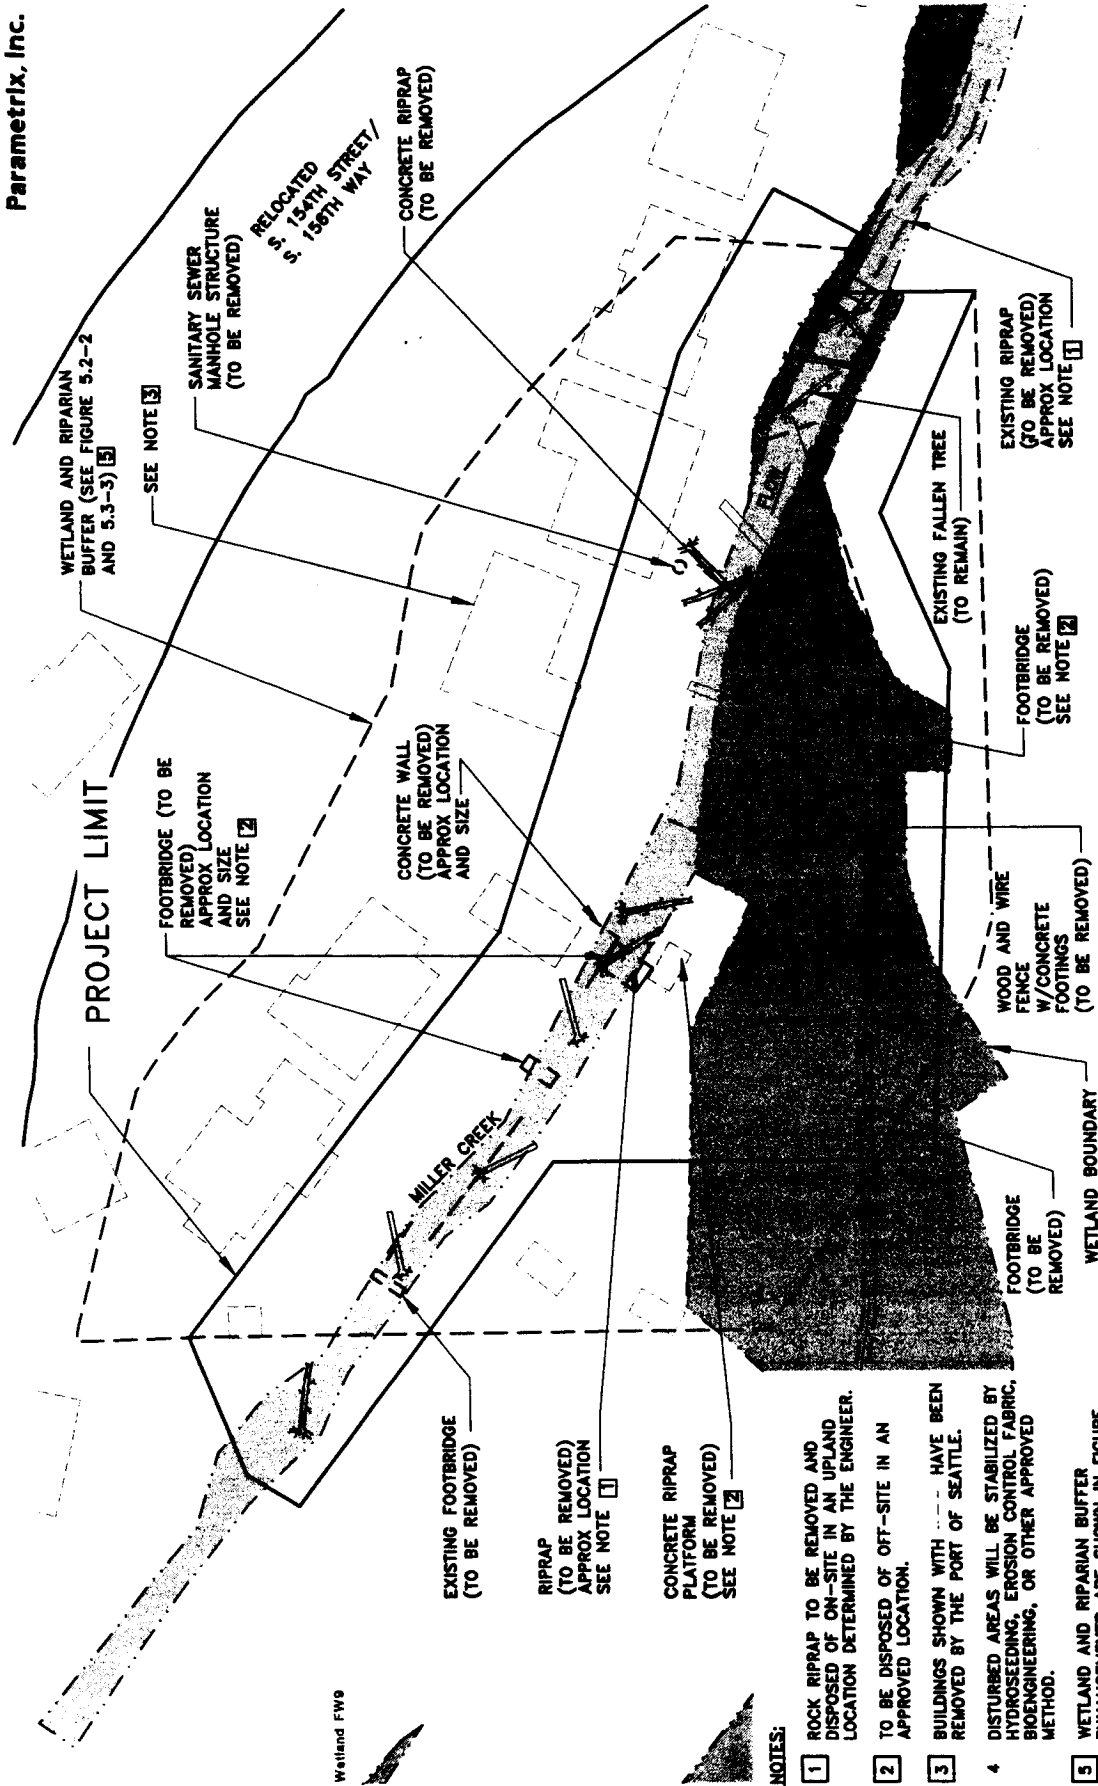 Parametrix, Inc.
RELOCATED
S. 154TH STREET/
S. 156TH WAY
CONCRETE RIPRAP
(TO BE REMOVED)
SANITARY SEWER
MANHOLE STRUCTURE
(TO BE REMOVED)
WETLAND AND RIPARIAN
BUFFER (SEE FIGURE 5.2-2
AND 5.3-3) 5
SEE NOTE 3
PROJECT LIMIT
FOOTBRIDGE (TO BE
REMOVED)
APPROX LOCATION
AND SIZE
SEE NOTE 2
CONCRETE WALL
(TO BE REMOVED)
APPROX LOCATION
AND SIZE
MILLER CREEK
FLOW
EXISTING FOOTBRIDGE
(TO BE REMOVED)
RIPRAP
(TO BE REMOVED)
APPROX LOCATION
SEE NOTE 1
CONCRETE RIPRAP
PLATFORM
(TO BE REMOVED)
SEE NOTE 2
FOOTBRIDGE
(TO BE
REMOVED)
WETLAND BOUNDARY
WOOD AND WIRE
FENCE
W/CONCRETE
FOOTINGS
(TO BE REMOVED)
FOOTBRIDGE
(TO BE REMOVED)
SEE NOTE 2
EXISTING FALLEN TREE
(TO REMAIN)
EXISTING RIPRAP
(TO BE REMOVED)
APPROX LOCATION
SEE NOTE 1
Wetland FW9
NOTES:
1 ROCK RIPRAP TO BE REMOVED AND
DISPOSED OF ON-SITE IN AN UPLAND
LOCATION DETERMINED BY THE ENGINEER.
2 TO BE DISPOSED OF OFF-SITE IN AN
APPROVED LOCATION.
3 BUILDINGS SHOWN WITH ---- HAVE BEEN
REMOVED BY THE PORT OF SEATTLE.
4 DISTURBED AREAS WILL BE STABILIZED BY
HYDROSEEDING, EROSION CONTROL FABRIC,
BIOENGINEERING, OR OTHER APPROVED
METHOD.
5 WETLAND AND RIPARIAN BUFFER